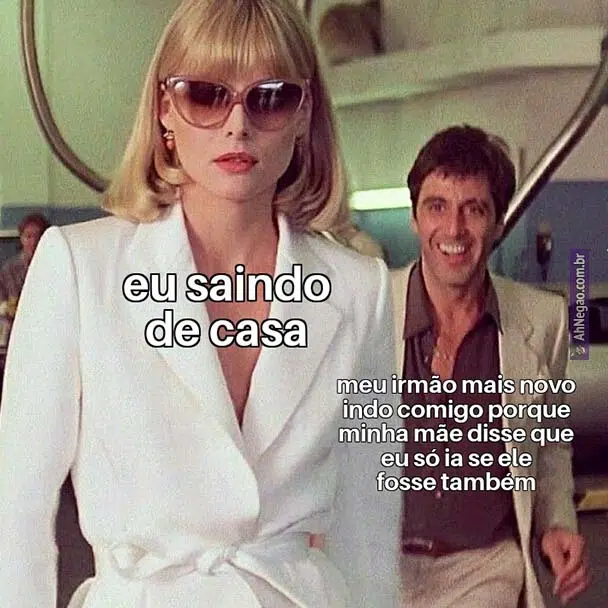 eu saindo
de casa
meu irmão mais novo
indo comigo porque
minha mãe disse que
eu só ia se ele
fosse também
AhNegao.com.br